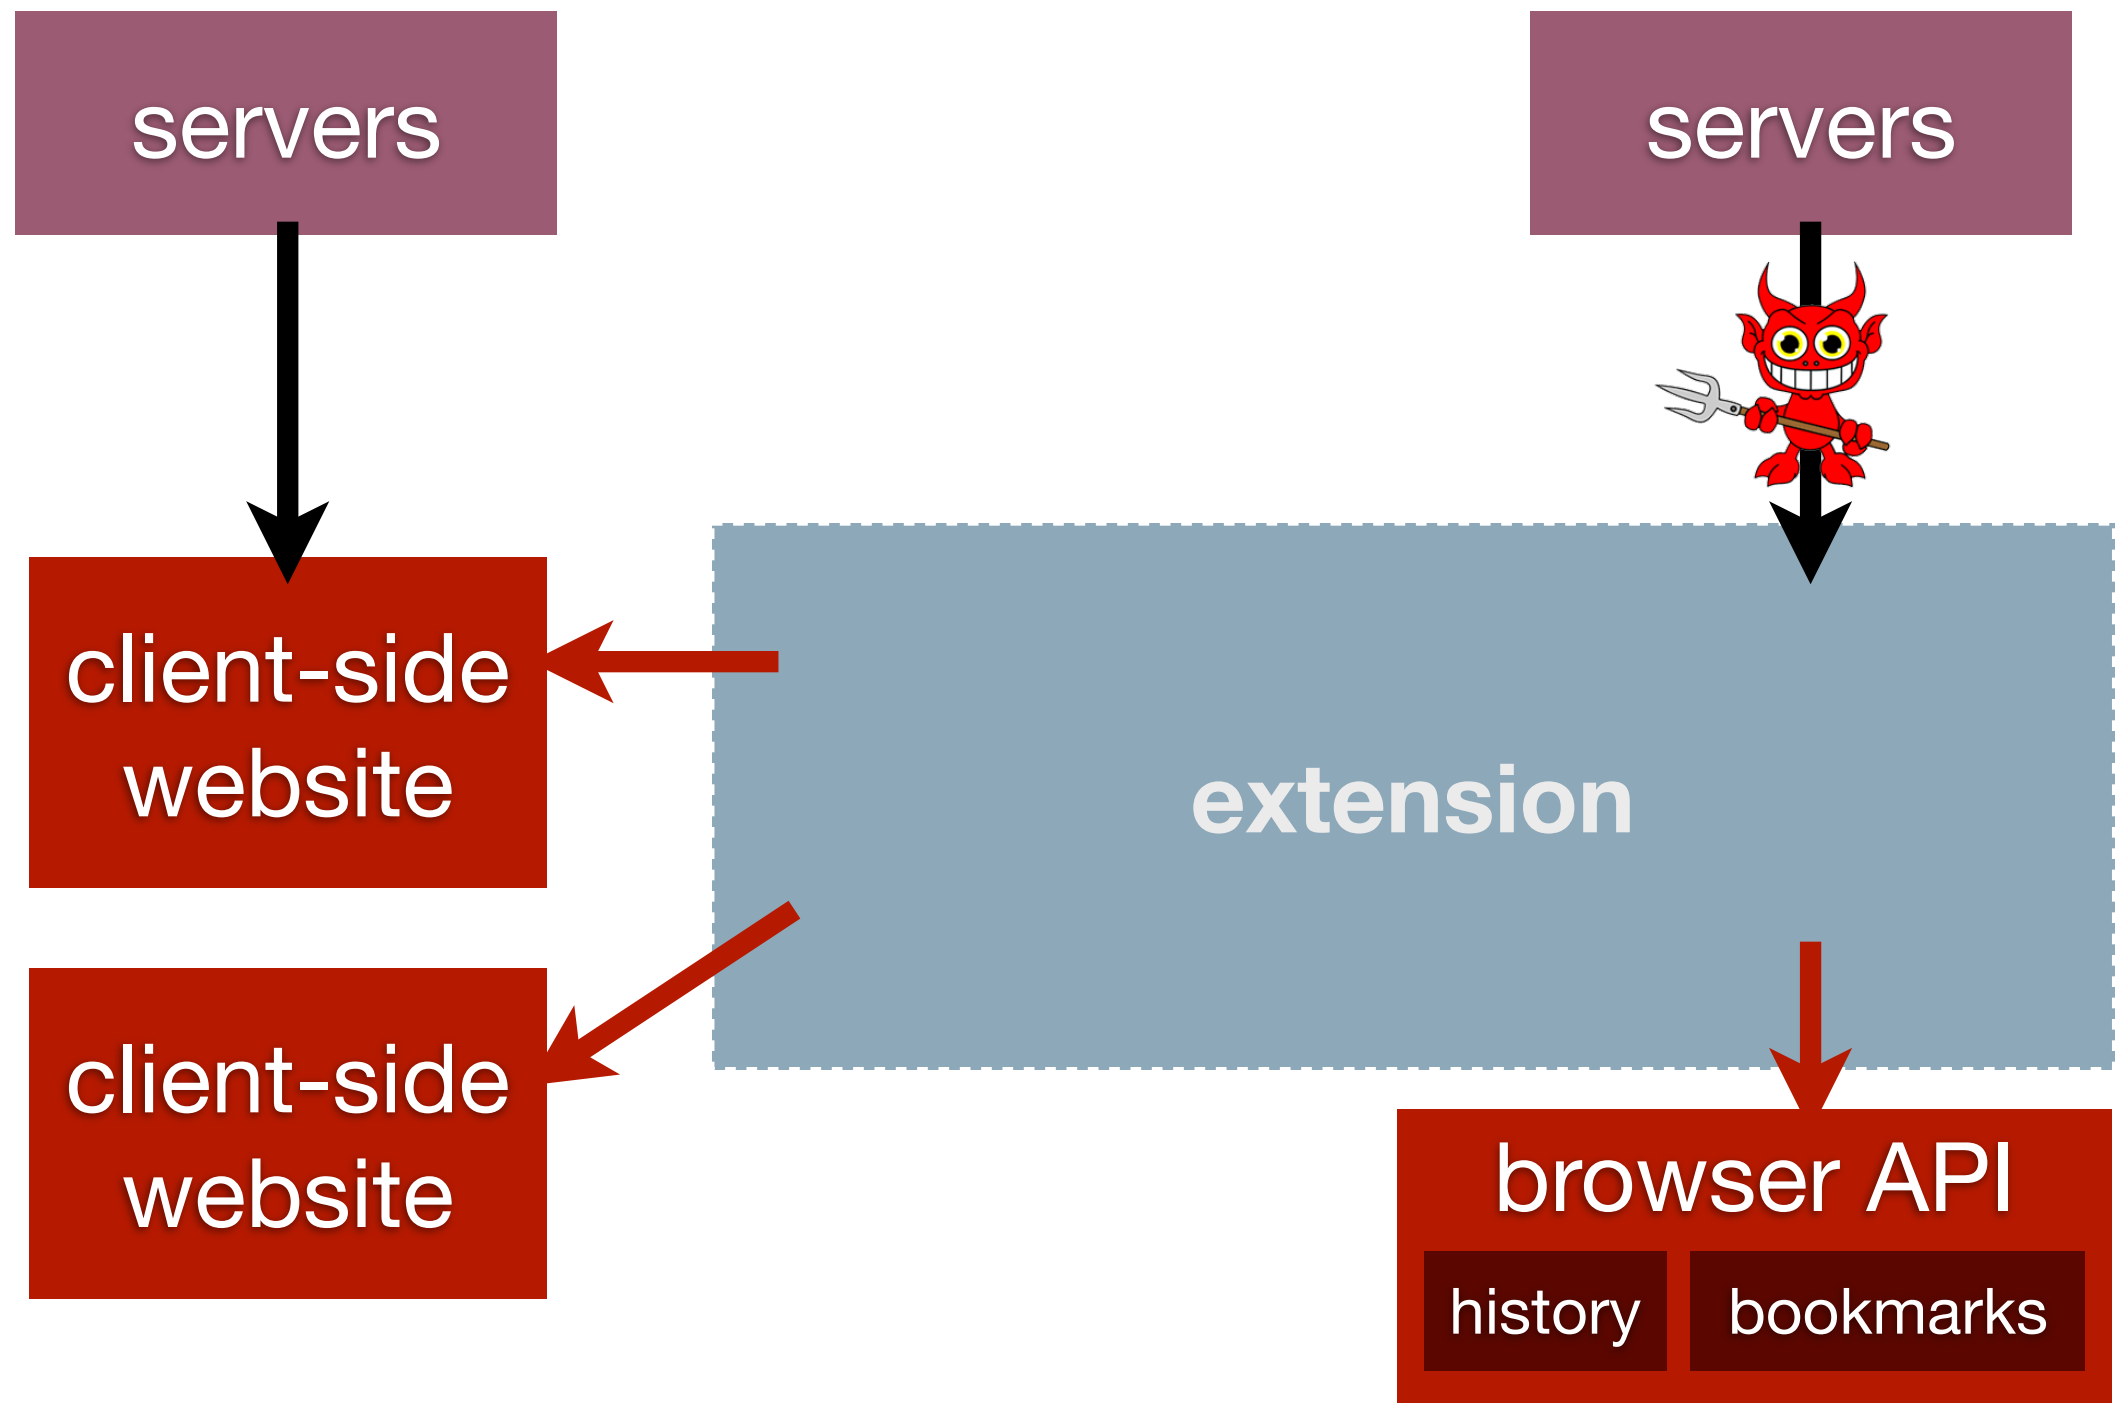 servers
servers
client-side
website
extension
client-side
website
browser API
history
bookmarks